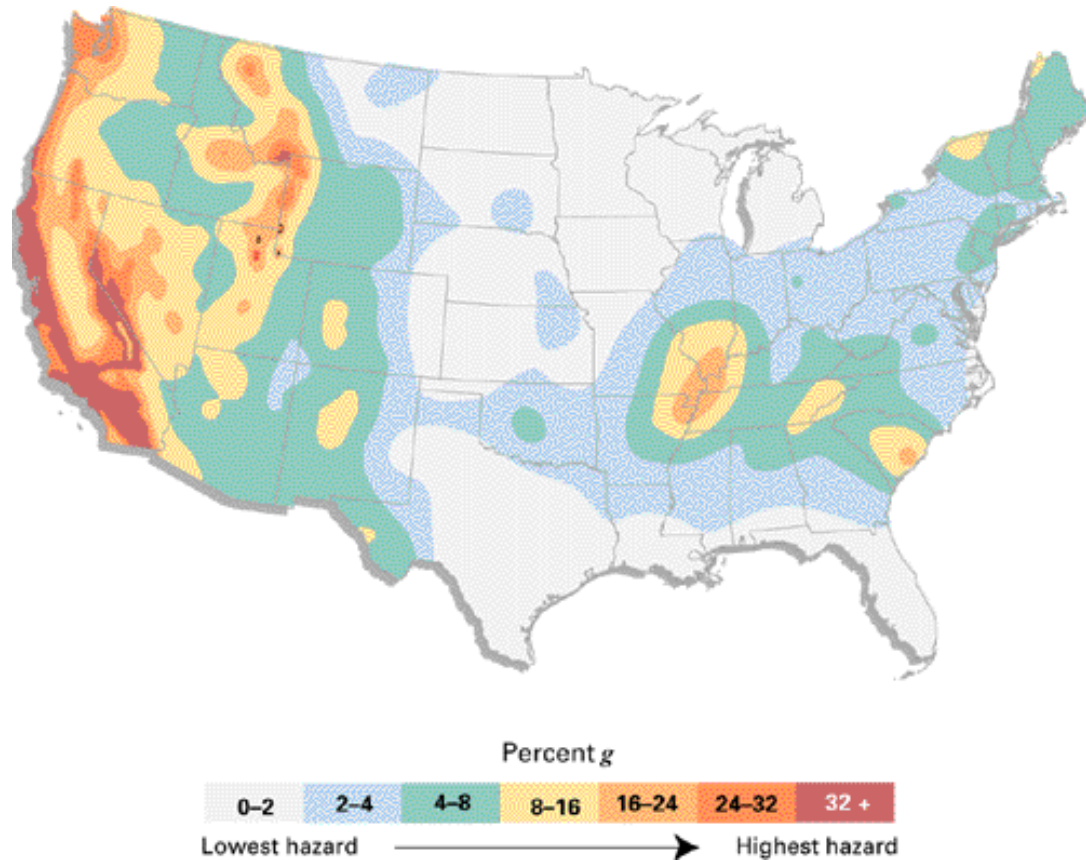 Percent g
0–2 2–4 4–8 8–16 16–24 24–32 32 +
Lowest hazard Highest hazard